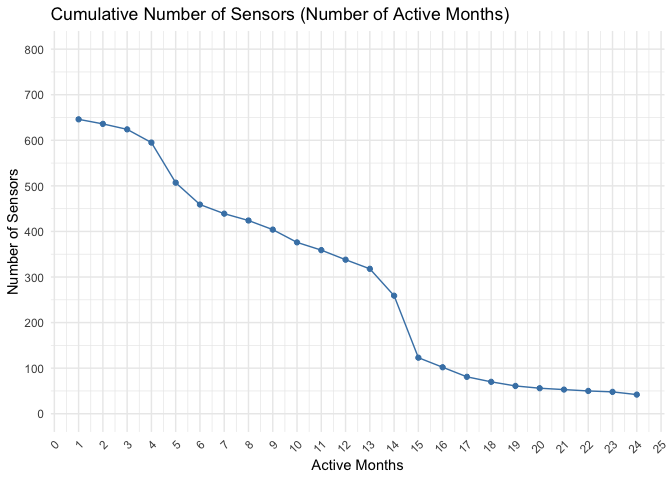 Cumulative Number of Sensors (Number of Active Months)
800
700
600
500
400
300
200
100
0
Number of Sensors
0 1 2 3 4 5 6 7 8 9 10 11 12 13 14 15 16 17 18 19 20 21 22 23 24 25
Active Months